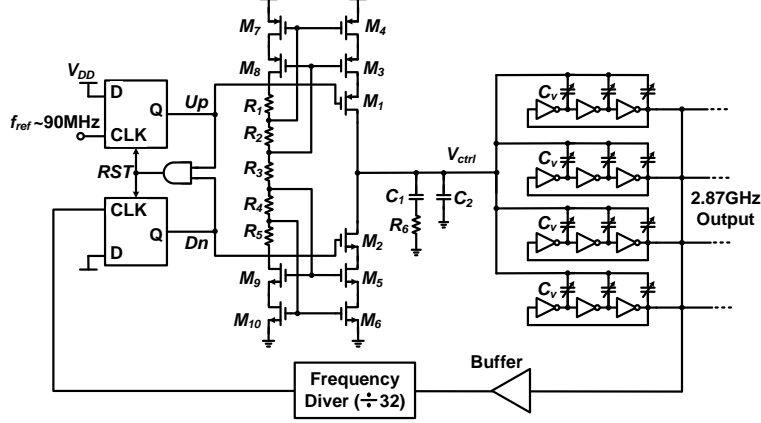 M7
M4
M8
M3
VDD
D
Q
Up
R1
M1
fref ~90MHz
CLK
R2
RST
R3
Vctrl
CLK
R4
C1
C2
R6
D
Q
Dn
R5
M2
M9
M5
M10
M6
Cv
Cv
Cv
Cv
2.87GHz
Output
Frequency
Diver (÷32)
Buffer